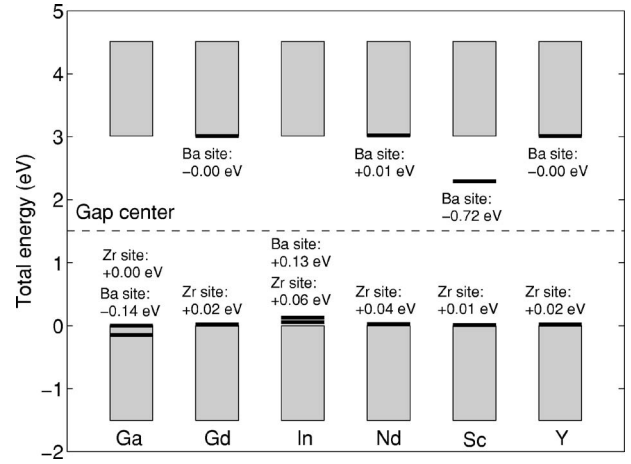 Total energy (eV)
5
4
3
2
1
0
−1
−2
Ba site:
−0.00 eV
Ba site:
+0.01 eV
Ba site:
−0.00 eV
Ba site:
−0.72 eV
Gap center
Zr site:
+0.00 eV
Ba site:
−0.14 eV
Zr site:
+0.02 eV
Ba site:
+0.13 eV
Zr site:
+0.06 eV
Zr site:
+0.04 eV
Zr site:
+0.01 eV
Zr site:
+0.02 eV
Ga Gd In Nd Sc Y